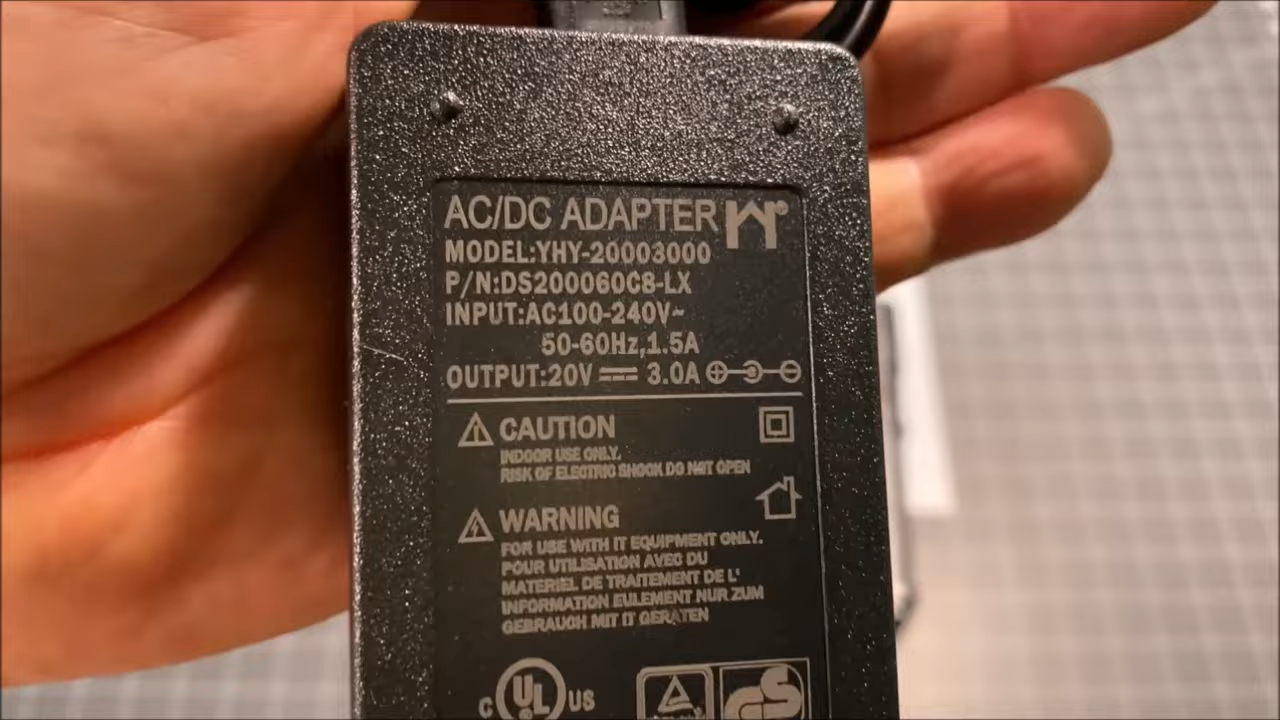 AC/DC ADAPTER
MODEL:YHY-20003000
P/N:DS200060C8-LX
INPUT:AC100-240V~
50-60Hz,1.5A
OUTPUT:20V ⎓ 3.0A
CAUTION
INDOOR USE ONLY.
RISK OF ELECTRIC SHOCK DO NOT OPEN
WARNING
FOR USE WITH IT EQUIPMENT ONLY.
POUR UTILISATION AVEC DU
MATERIEL DE TRAITEMENT DE L'
INFORMATION EULEMENT NUR ZUM
GEBRAUCH MIT IT GERATEN
C UL US
GS